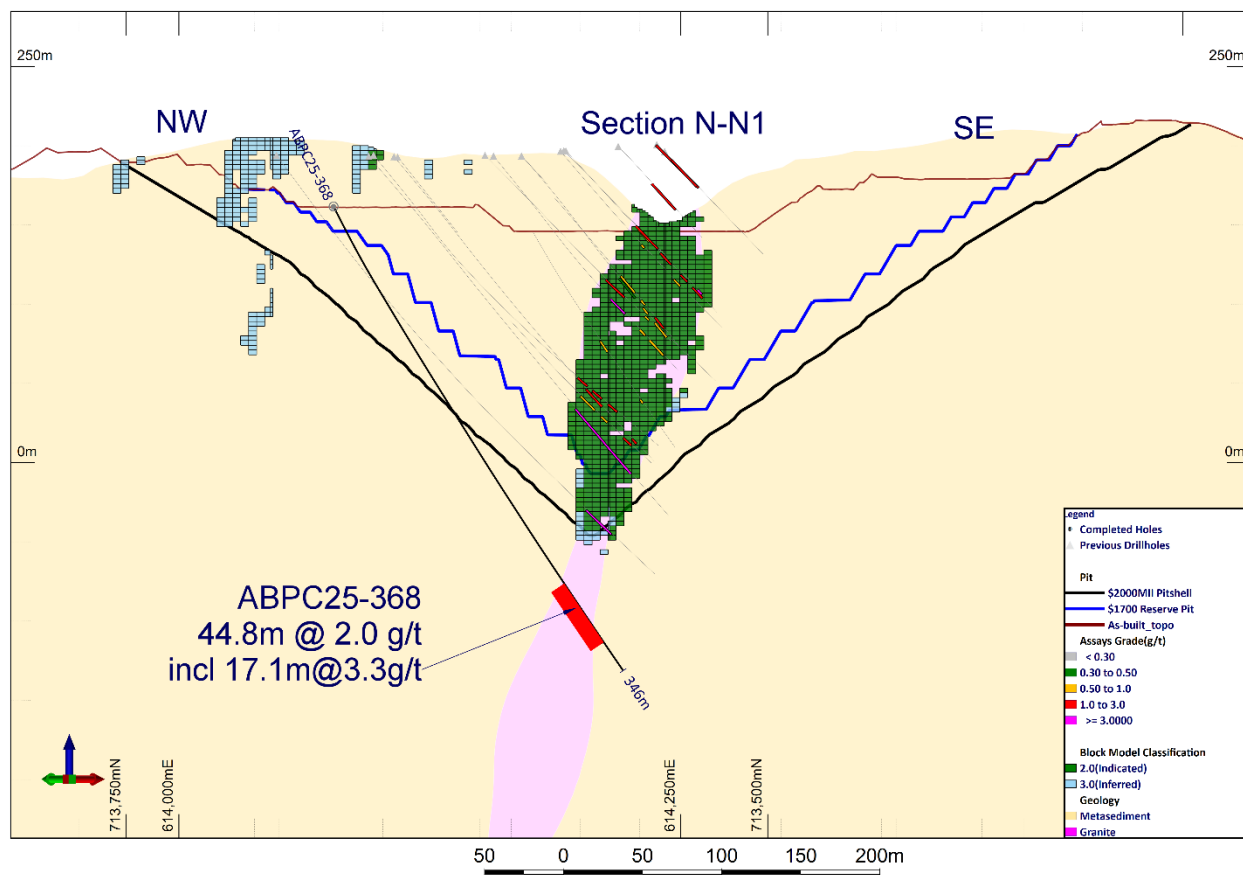 250m
250m
NW
Section N-N1
SE
ABPC25-368
0m
0m
ABPC25-368
44.8m @ 2.0 g/t
incl 17.1m@3.3g/t
346m
Legend
Completed Holes
Previous Drillholes
Pit
$2000MII Pitshell
$1700 Reserve Pit
As-built_topo
Assays Grade(g/t)
< 0.30
0.30 to 0.50
0.50 to 1.0
1.0 to 3.0
>= 3.0000
Block Model Classification
2.0(Indicated)
3.0(Inferred)
Geology
Metasediment
Granite
713,750mN
614,000mE
614,250mE
713,500mN
50 0 50 100 150 200m